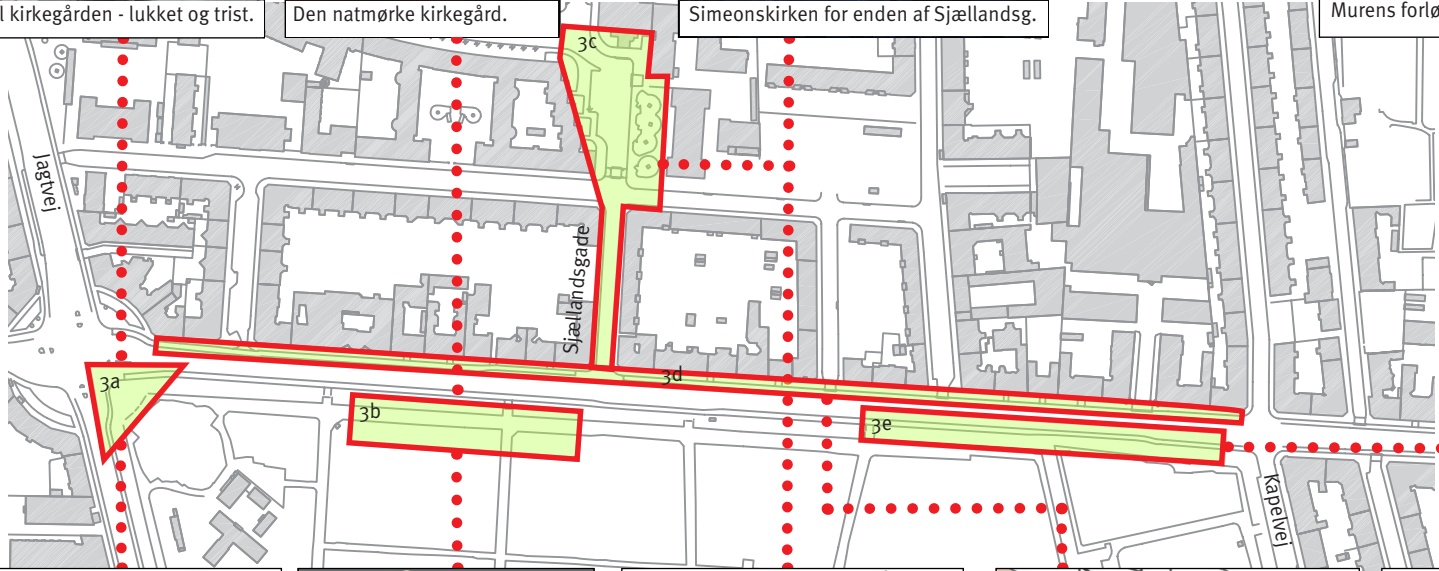 l kirkegården - lukket og trist.
Den natmørke kirkegård.
Simeonskirken for enden af Sjællandsg.
Murens forlø
3c
Jagtvej
Sjællandsgade
3a
3d
3b
3e
Kapelvej